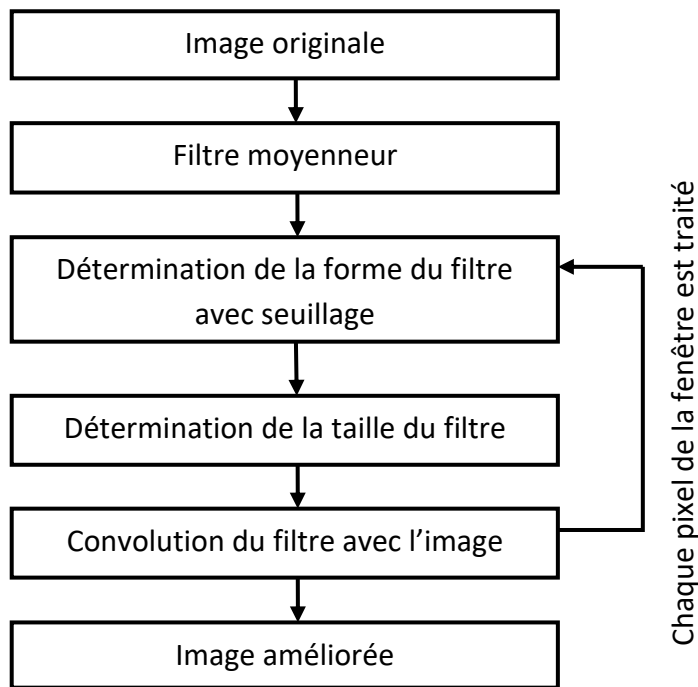 Image originale
Filtre moyenneur
Détermination de la forme du filtre
avec seuillage
Détermination de la taille du filtre
Convolution du filtre avec l’image
Image améliorée
Chaque pixel de la fenêtre est traité